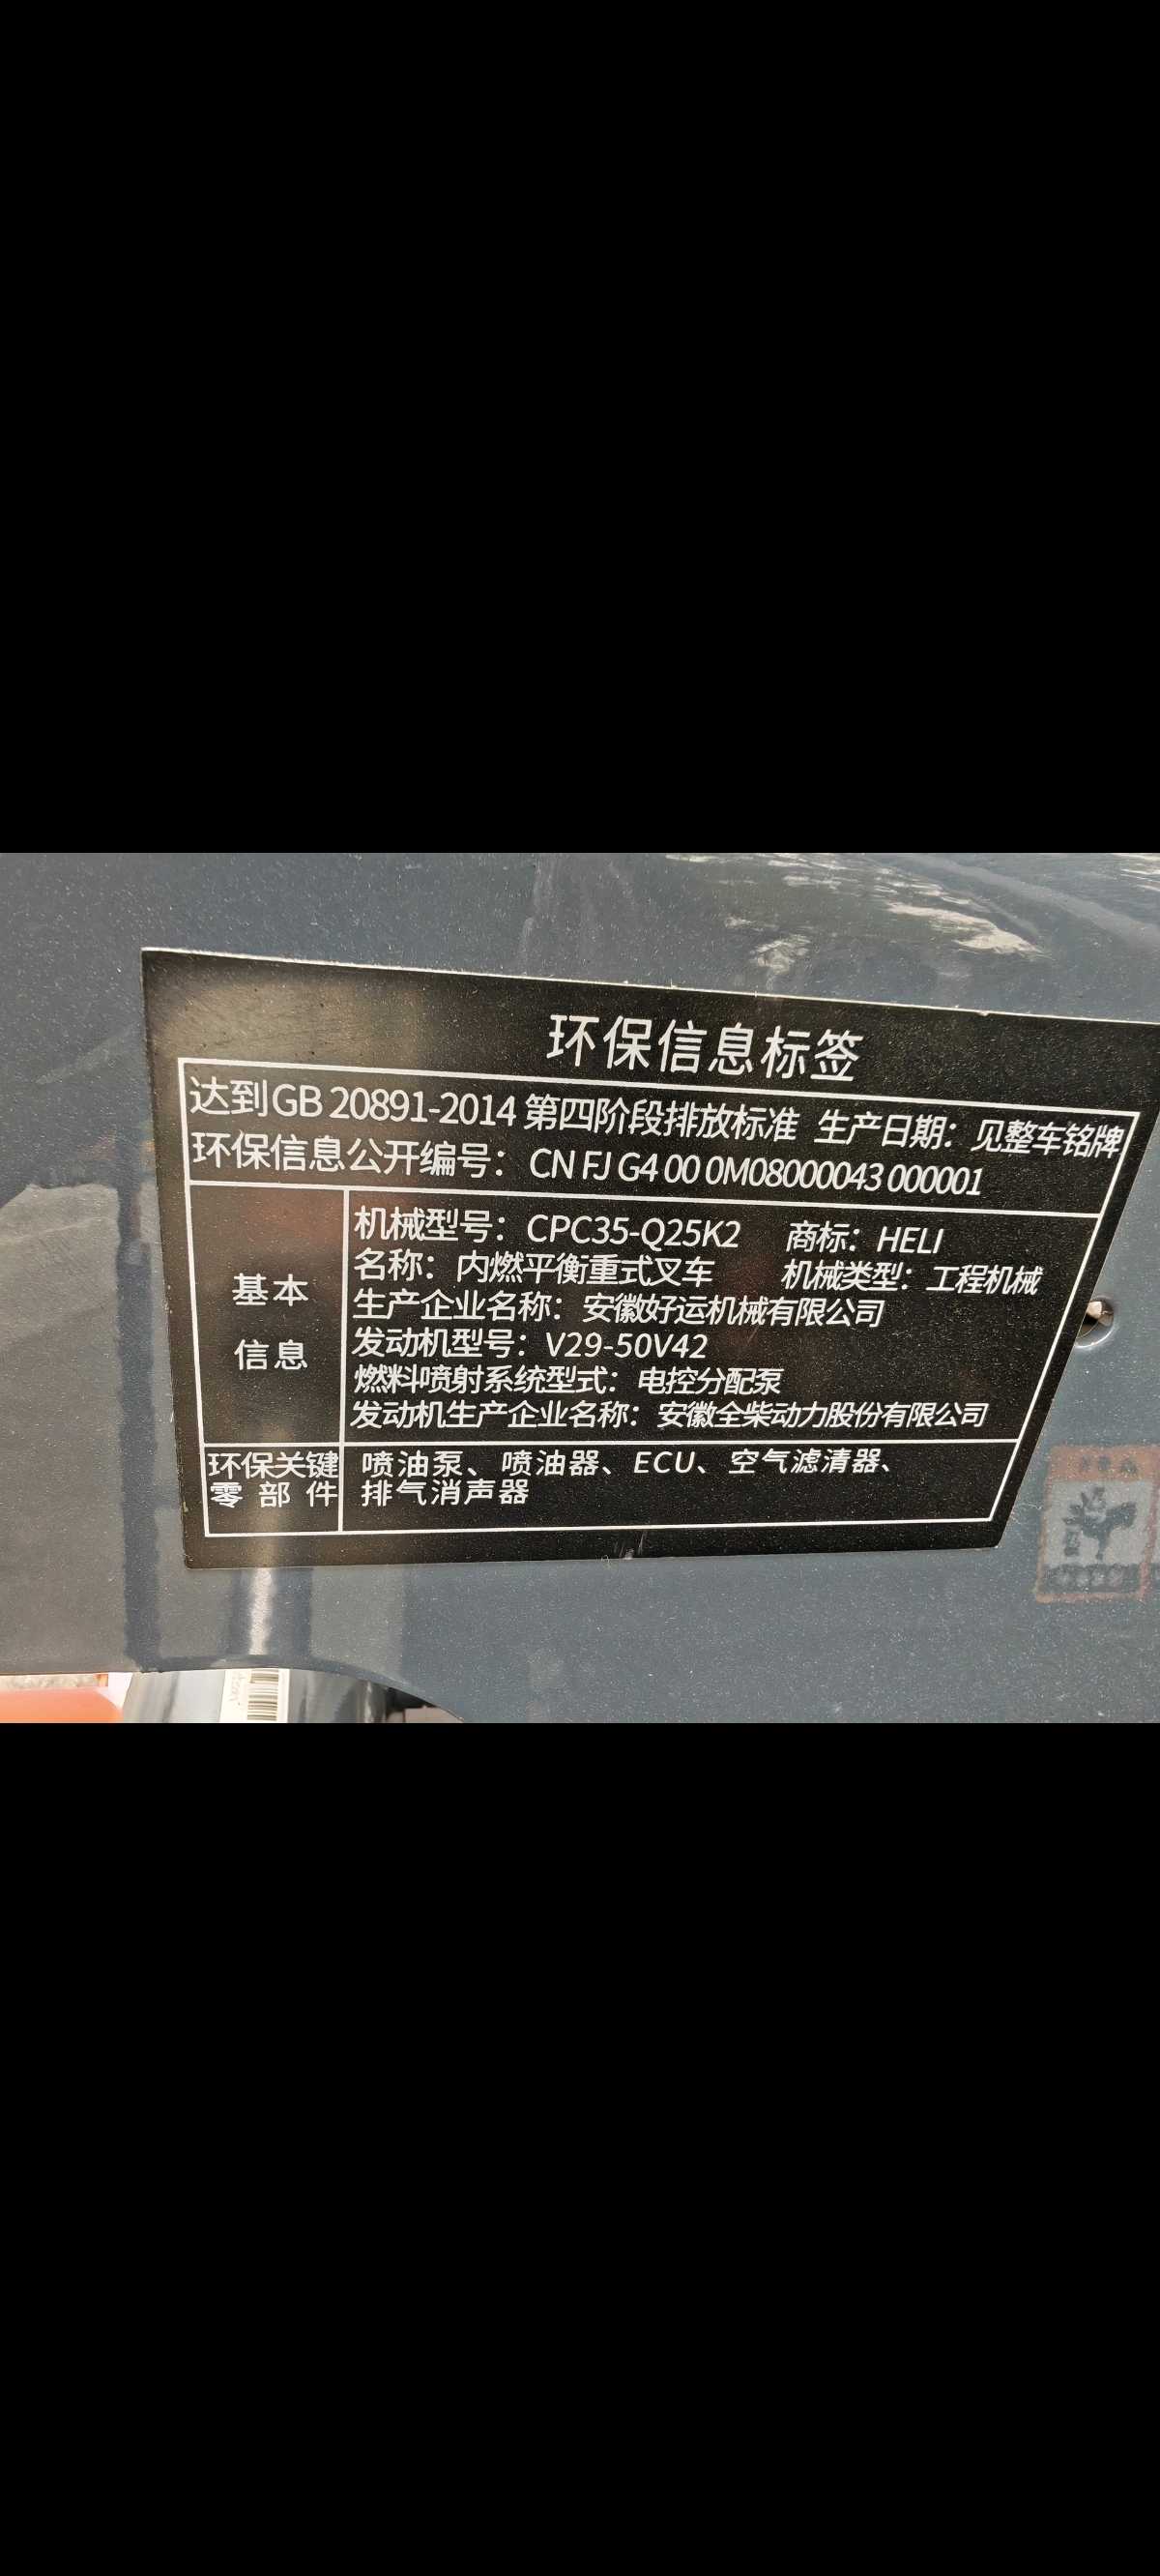 环保信息标签
达到GB 20891-2014 第四阶段排放标准 生产日期：见整车铭牌
环保信息公开编号：CN FJ G4 00 0M08000043 000001
基本
信息
机械型号：CPC35-Q25K2 商标：HELI
名称：内燃平衡重式叉车 机械类型：工程机械
生产企业名称：安徽好运机械有限公司
发动机型号：V29-50V42
燃料喷射系统型式：电控分配泵
发动机生产企业名称：安徽全柴动力股份有限公司
环保关键
零部件
喷油泵、喷油器、ECU、空气滤清器、
排气消声器